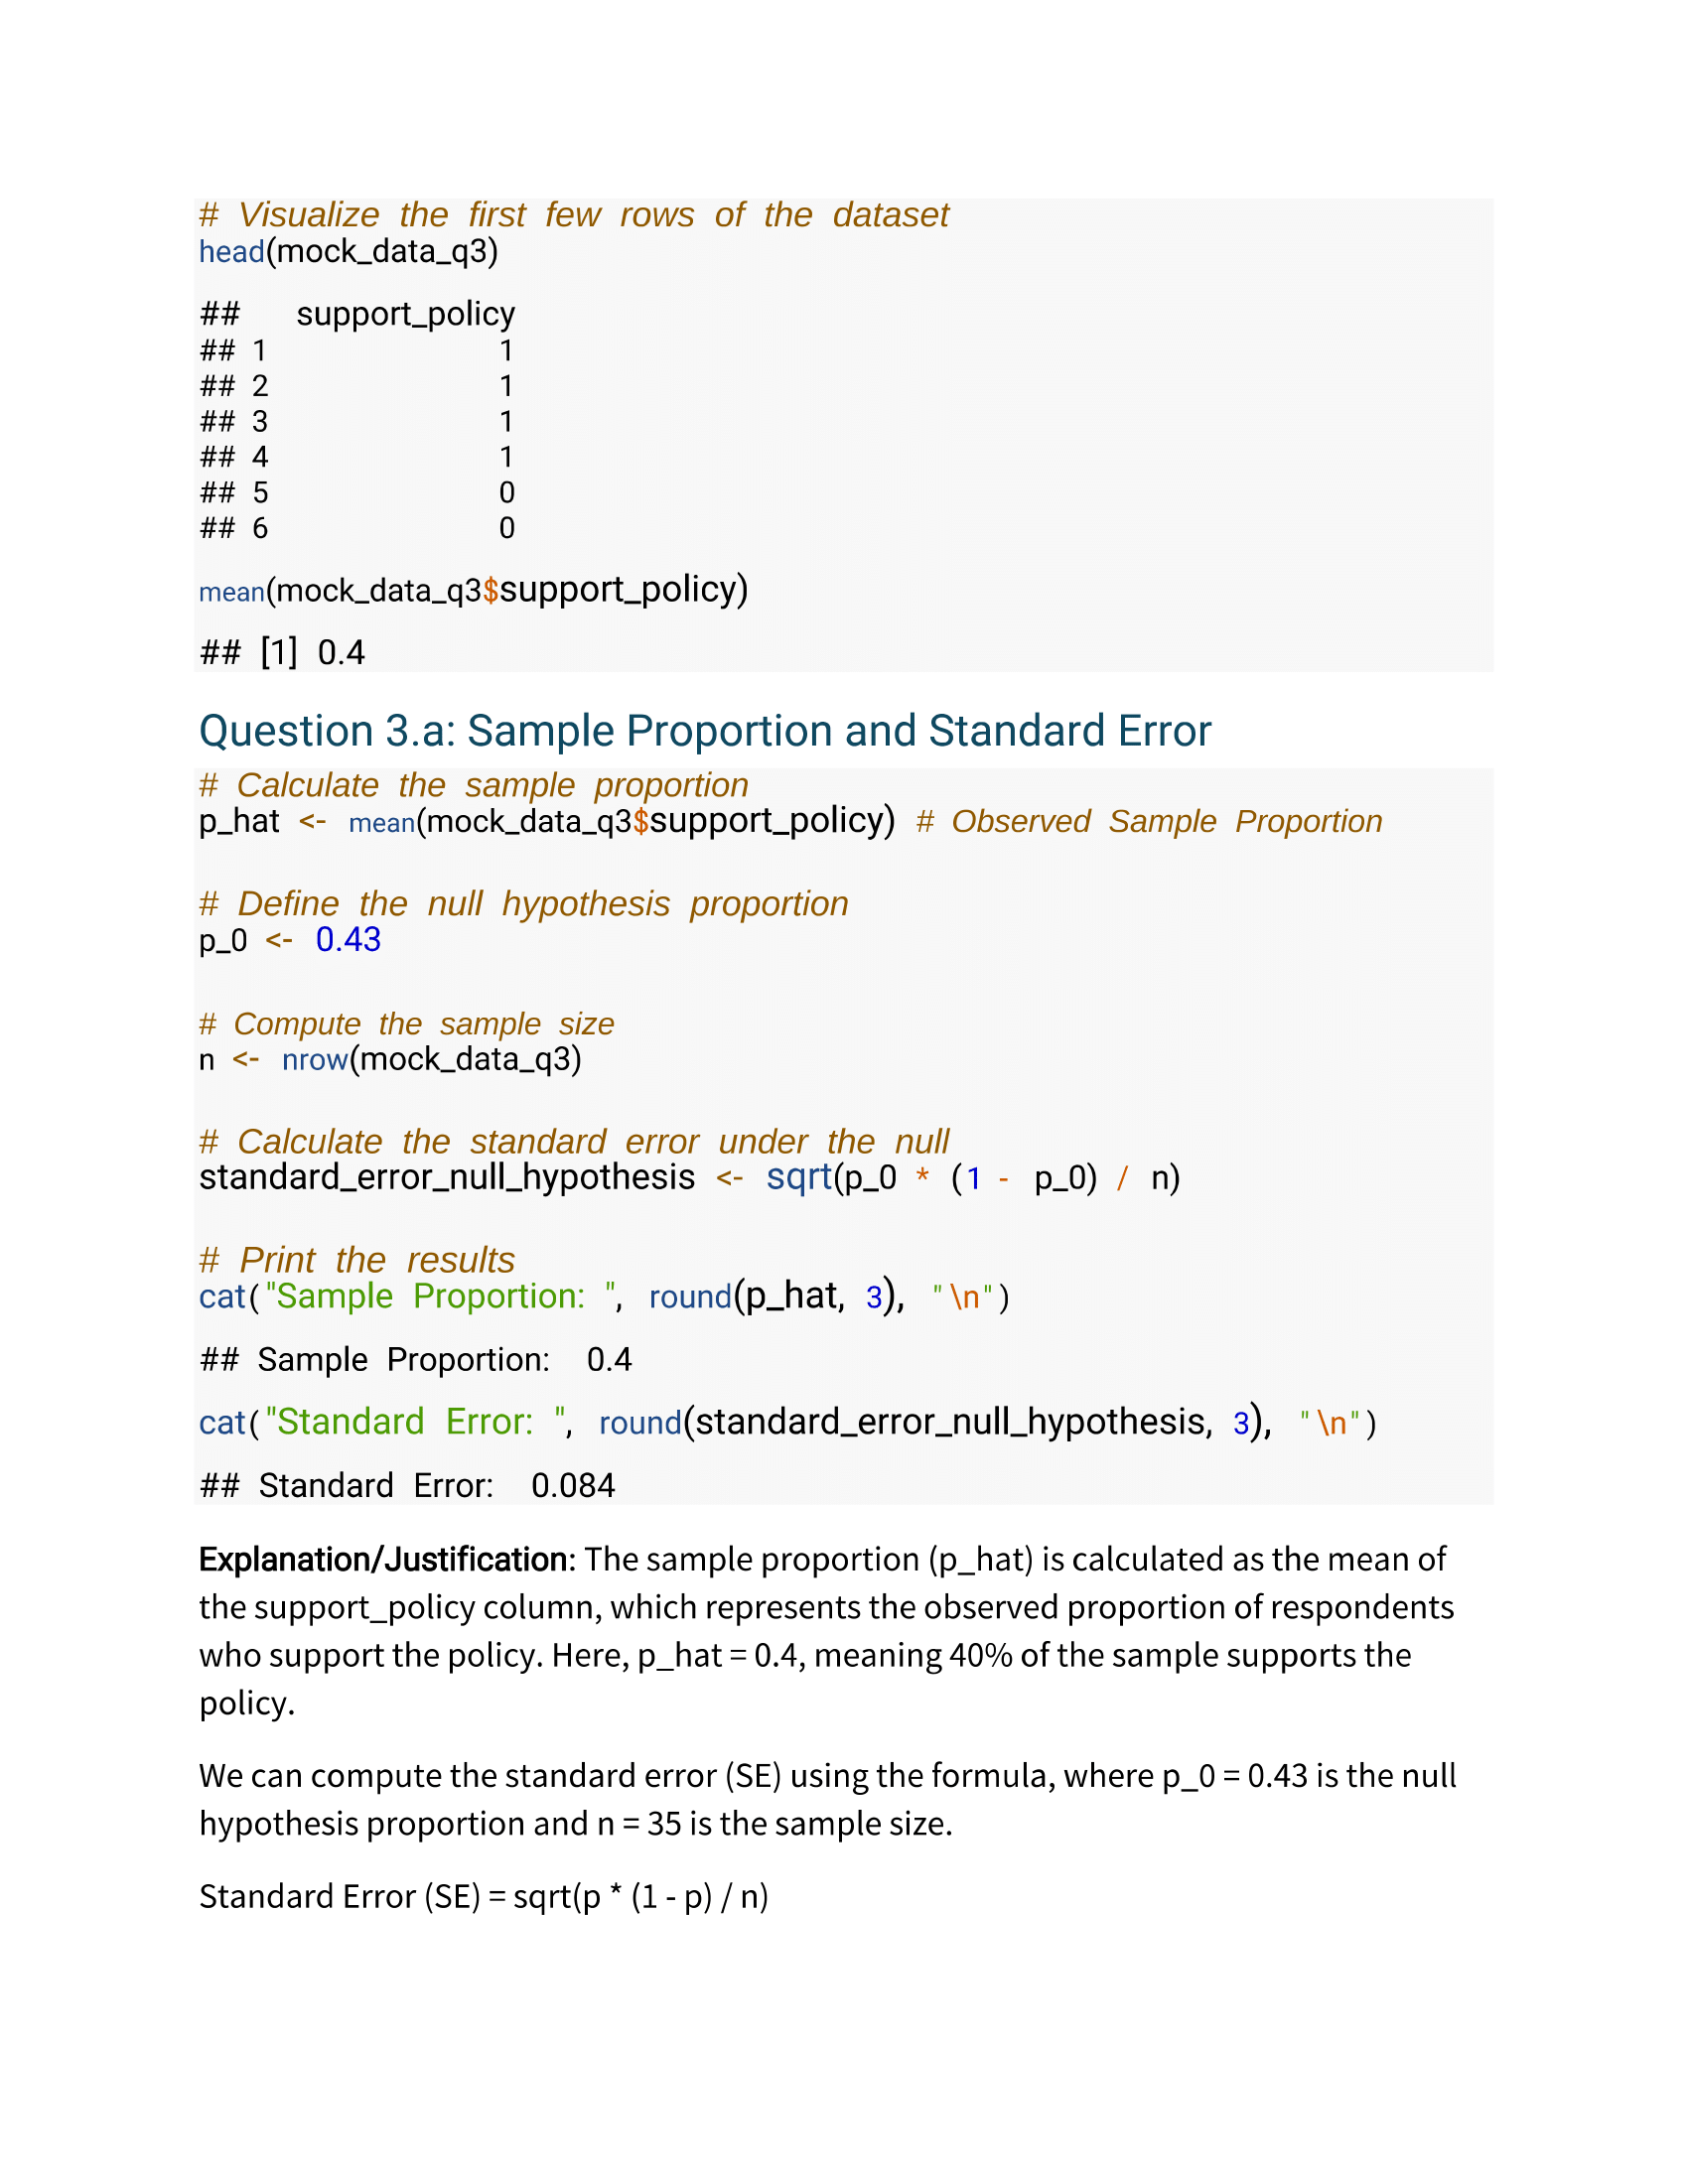 # Visualize the first few rows of the dataset
head(mock_data_q3)
##   support_policy
## 1              1
## 2              1
## 3              1
## 4              1
## 5              0
## 6              0
mean(mock_data_q3$support_policy)
## [1] 0.4
Question 3.a: Sample Proportion and Standard Error
# Calculate the sample proportion
p_hat <- mean(mock_data_q3$support_policy) # Observed Sample Proportion
# Define the null hypothesis proportion
p_0 <- 0.43
# Compute the sample size
n <- nrow(mock_data_q3)
# Calculate the standard error under the null
standard_error_null_hypothesis <- sqrt(p_0 * (1 - p_0) / n)
# Print the results
cat("Sample Proportion: ", round(p_hat, 3), "\n")
## Sample Proportion:  0.4
cat("Standard Error: ", round(standard_error_null_hypothesis, 3), "\n")
## Standard Error:  0.084
Explanation/Justification: The sample proportion (p_hat) is calculated as the mean of
the support_policy column, which represents the observed proportion of respondents
who support the policy. Here, p_hat = 0.4, meaning 40% of the sample supports the
policy.
We can compute the standard error (SE) using the formula, where p_0 = 0.43 is the null
hypothesis proportion and n = 35 is the sample size.
Standard Error (SE) = sqrt(p * (1 - p) / n)